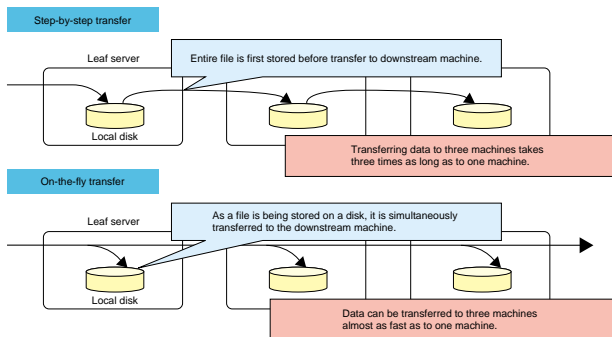 Step-by-step transfer
Leaf server
Entire file is first stored before transfer to downstream machine.
Local disk
Transferring data to three machines takes
three times as long as to one machine.
On-the-fly transfer
Leaf server
As a file is being stored on a disk, it is simultaneously
transferred to the downstream machine.
Local disk
Data can be transferred to three machines
almost as fast as to one machine.